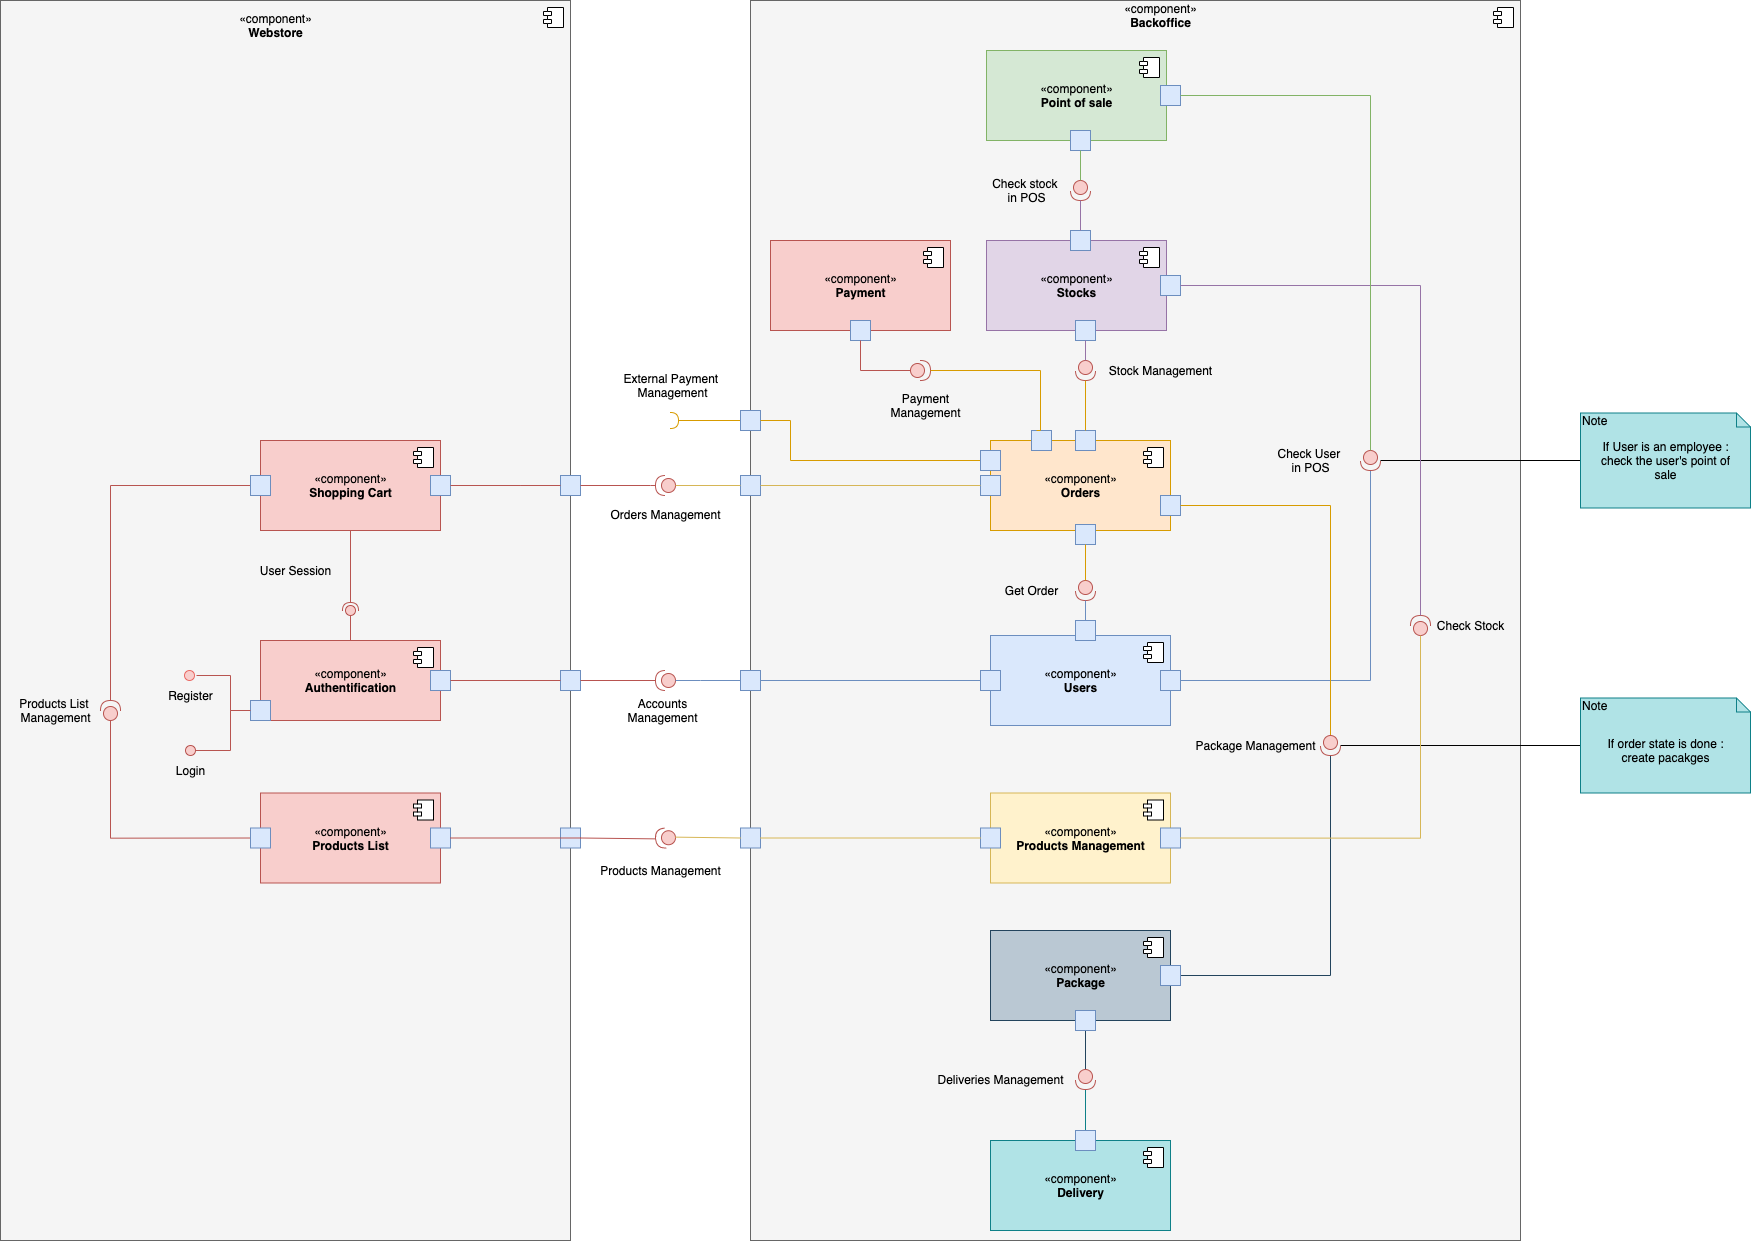 «component»
Webstore
«component»
Backoffice
«component»
Point of sale
Check stock
in POS
«component»
Payment
«component»
Stocks
External Payment
Management
Payment
Management
Stock Management
Note
If User is an employee :
check the user's point of
sale
Check User
in POS
«component»
Shopping Cart
Orders Management
«component»
Orders
User Session
Get Order
Check Stock
«component»
Authentification
Register
Login
Products List
Management
Accounts
Management
«component»
Users
Package Management
Note
If order state is done :
create pacakges
«component»
Products List
Products Management
«component»
Products Management
«component»
Package
Deliveries Management
«component»
Delivery